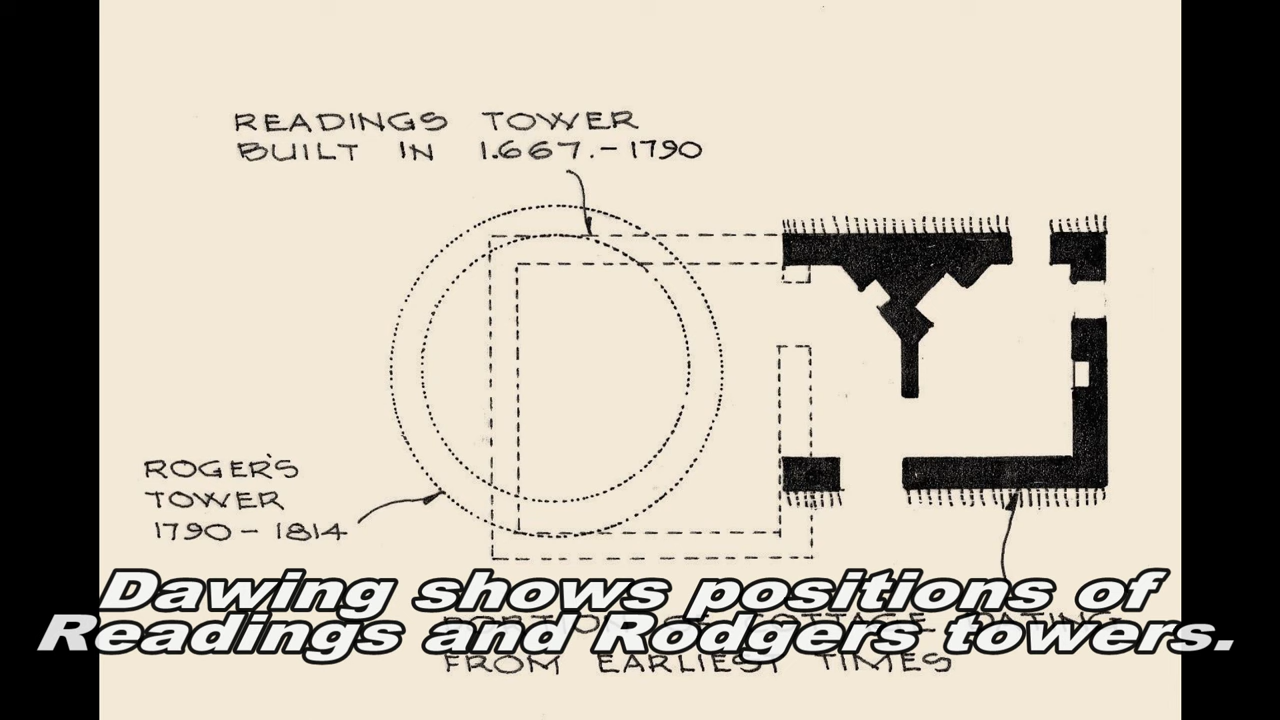 READINGS TOWER
BUILT IN 1.667.-1790
ROGER'S
TOWER
1790-1814
Dawing shows positions of
Readings and Rodgers towers.
FROM EARLIEST TIMES